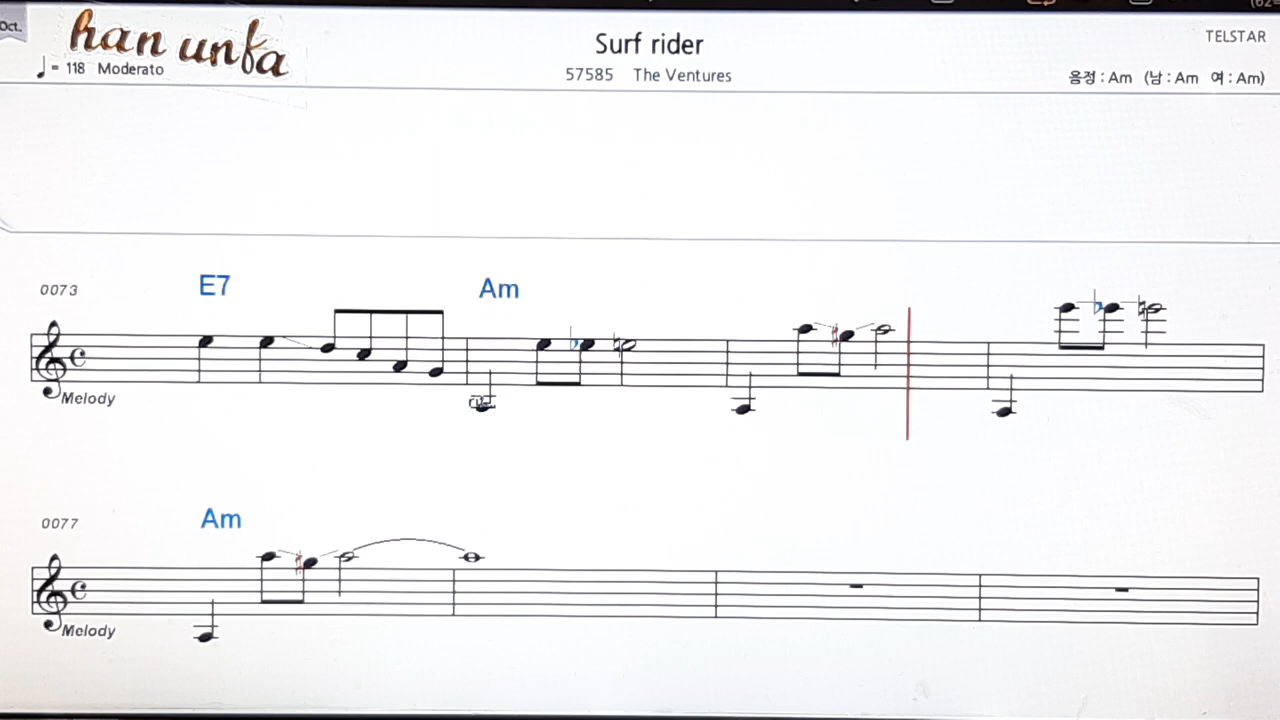 Oct.
han unfa
♩= 118 Moderato
Surf rider
57585 The Ventures
TELSTAR
음정 : Am (남 : Am 여 : Am)
0073
E7
Am
Melody
0077
Am
Melody